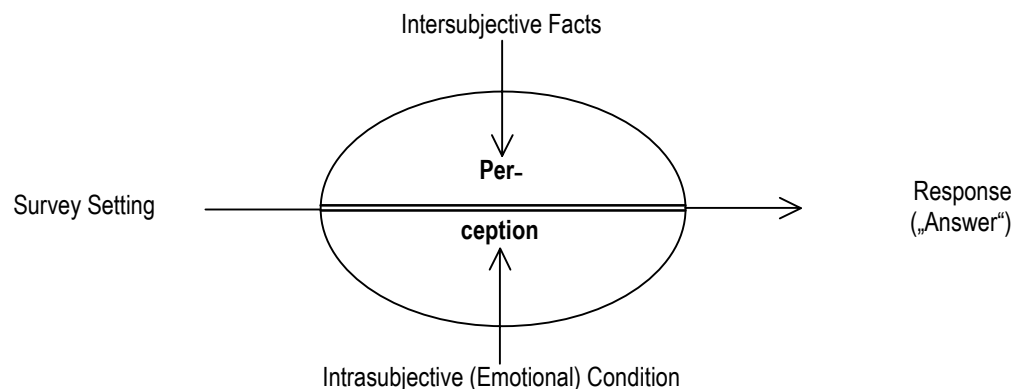 Intersubjective Facts
Per-
Survey Setting
Response
(„Answer“)
ception
Intrasubjective (Emotional) Condition